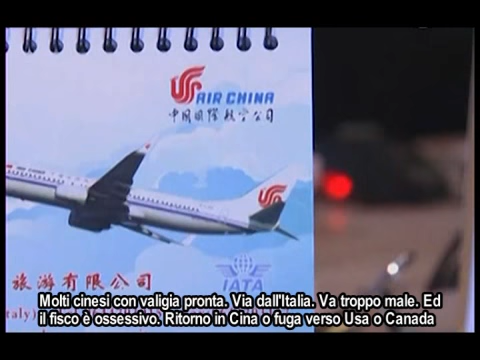 AIR CHINA
中国国际航空公司
旅游有限公司
IATA
Italy)
Molti cinesi con valigia pronta. Via dall'Italia. Va troppo male. Ed
il fisco è ossessivo. Ritorno in Cina o fuga verso Usa o Canada